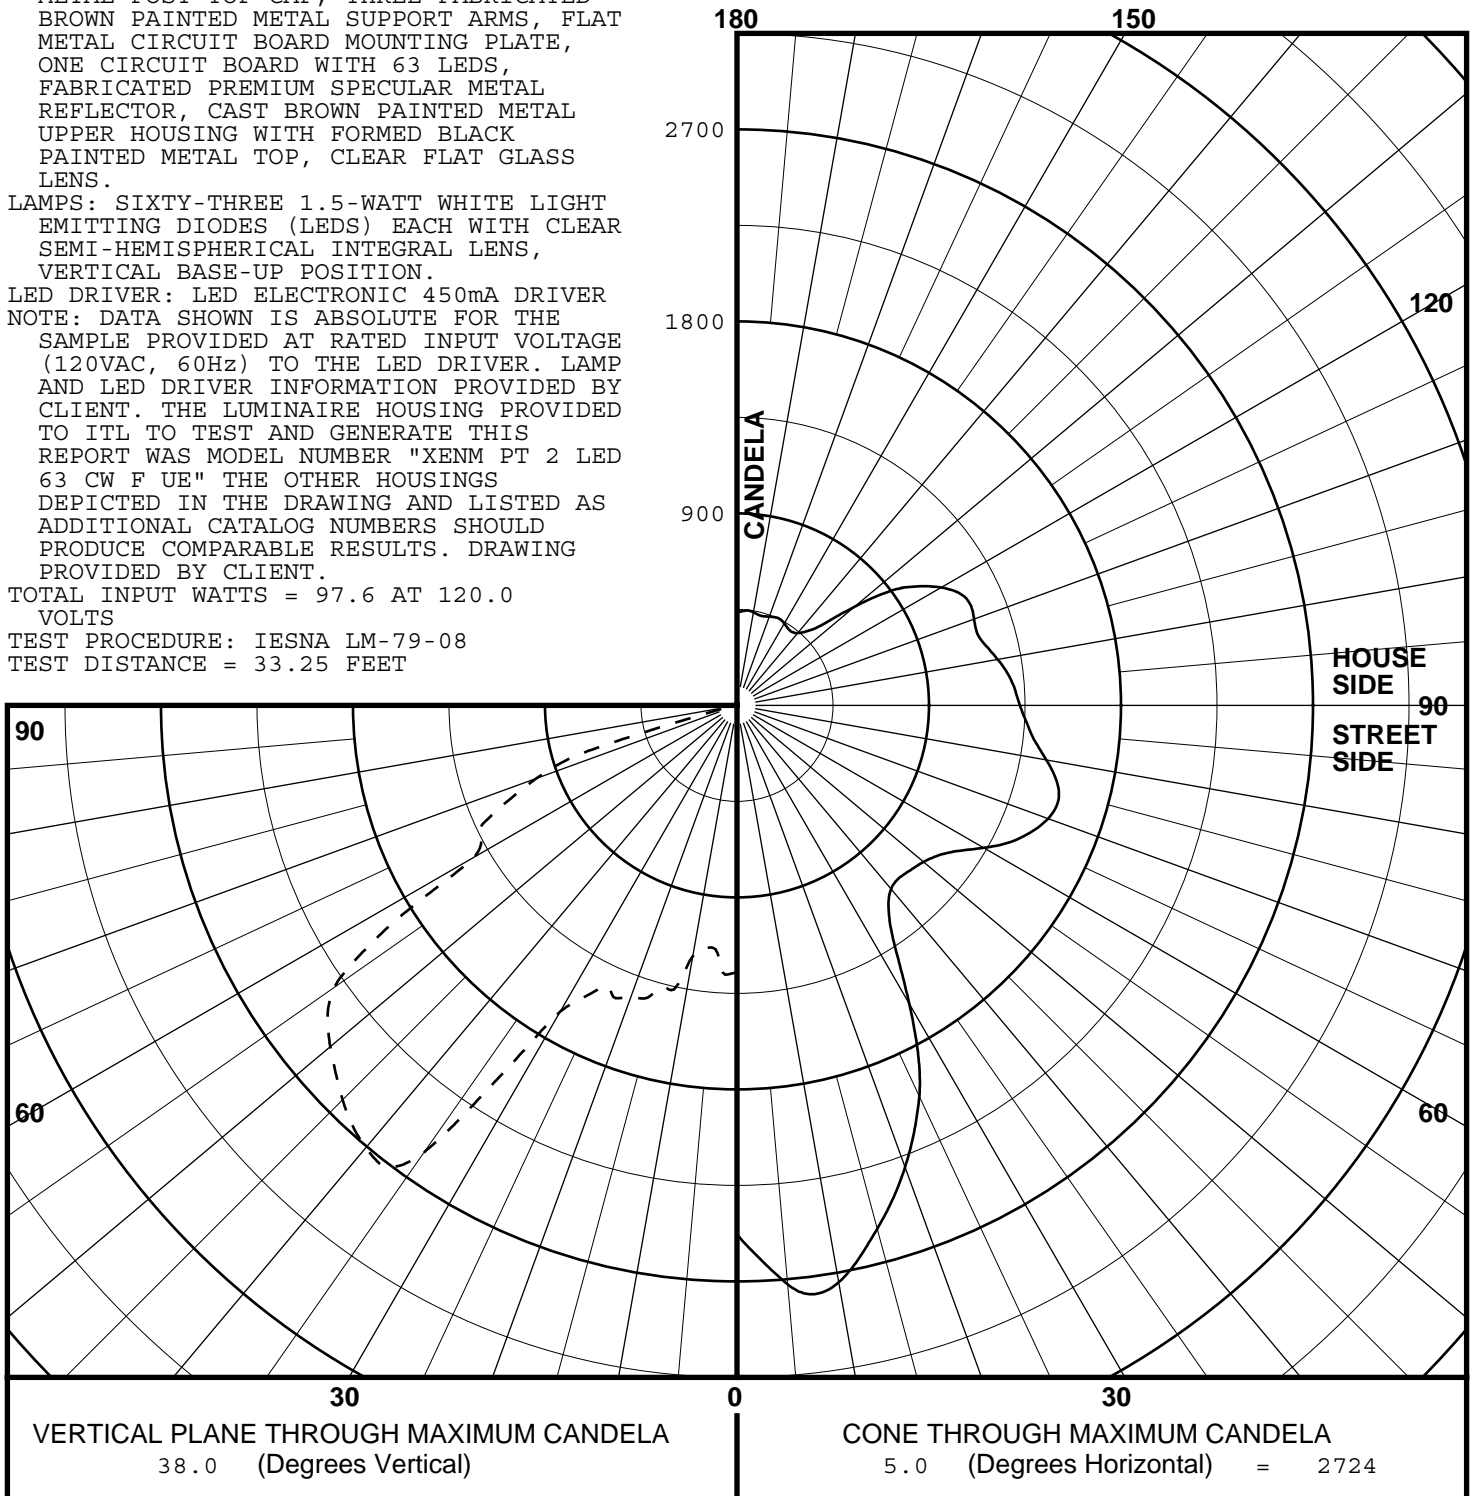 METAL POST TOP CAP, THREE FABRICATED
BROWN PAINTED METAL SUPPORT ARMS, FLAT
METAL CIRCUIT BOARD MOUNTING PLATE,
ONE CIRCUIT BOARD WITH 63 LEDS,
FABRICATED PREMIUM SPECULAR METAL
REFLECTOR, CAST BROWN PAINTED METAL
UPPER HOUSING WITH FORMED BLACK
PAINTED METAL TOP, CLEAR FLAT GLASS
LENS.
LAMPS: SIXTY-THREE 1.5-WATT WHITE LIGHT
EMITTING DIODES (LEDS) EACH WITH CLEAR
SEMI-HEMISPHERICAL INTEGRAL LENS,
VERTICAL BASE-UP POSITION.
LED DRIVER: LED ELECTRONIC 450mA DRIVER
NOTE: DATA SHOWN IS ABSOLUTE FOR THE
SAMPLE PROVIDED AT RATED INPUT VOLTAGE
(120VAC, 60Hz) TO THE LED DRIVER. LAMP
AND LED DRIVER INFORMATION PROVIDED BY
CLIENT. THE LUMINAIRE HOUSING PROVIDED
TO ITL TO TEST AND GENERATE THIS
REPORT WAS MODEL NUMBER "XENM PT 2 LED
63 CW F UE" THE OTHER HOUSINGS
DEPICTED IN THE DRAWING AND LISTED AS
ADDITIONAL CATALOG NUMBERS SHOULD
PRODUCE COMPARABLE RESULTS. DRAWING
PROVIDED BY CLIENT.
TOTAL INPUT WATTS = 97.6 AT 120.0
VOLTS
TEST PROCEDURE: IESNA LM-79-08
TEST DISTANCE = 33.25 FEET
180
150
2700
1800
900
CANDELA
120
HOUSE
SIDE
90
STREET
SIDE
90
60
60
30
0
30
VERTICAL PLANE THROUGH MAXIMUM CANDELA
38.0 (Degrees Vertical)
CONE THROUGH MAXIMUM CANDELA
5.0 (Degrees Horizontal) = 2724